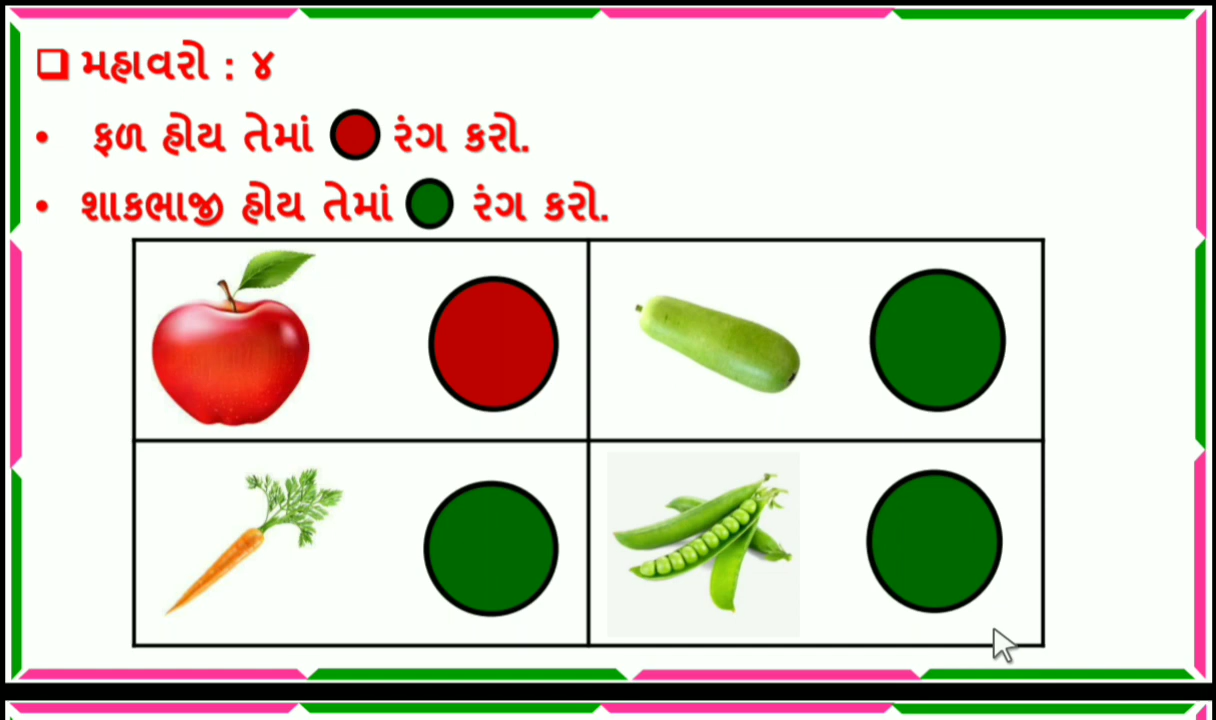 મહાવરો : ૪
ફળ હોય તેમાં રંગ કરો.
શાકભાજી હોય તેમાં રંગ કરો.